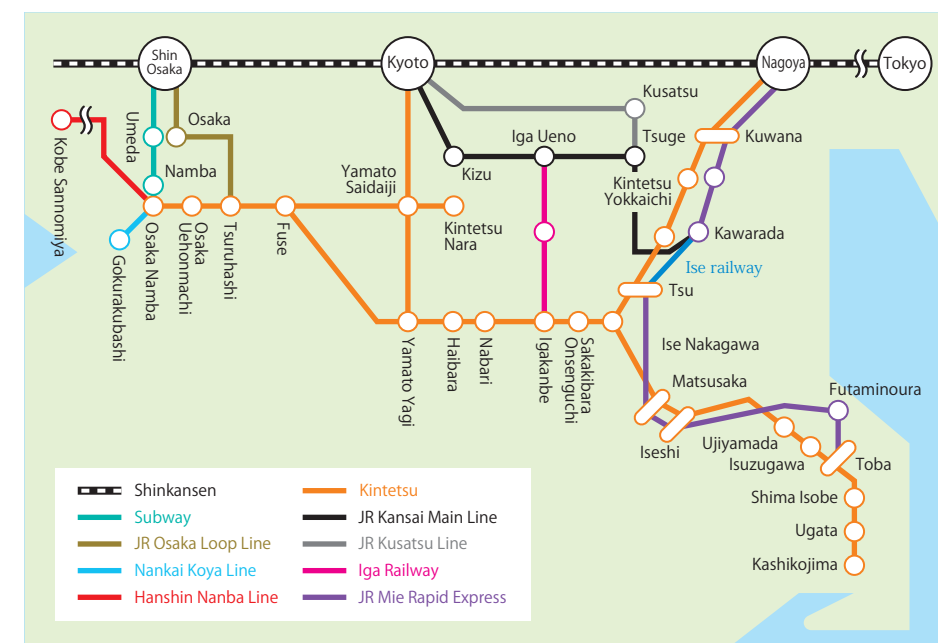 Shin
Osaka
Kyoto
Nagoya
Tokyo
Kobe Sannomiya
Umeda
Osaka
Namba
Kusatsu
Iga Ueno
Tsuge
Kuwana
Kizu
Yamato
Saidaiji
Kintetsu
Yokkaichi
Kintetsu
Nara
Gokurakubashi
Osaka Namba
Osaka
Uehonmachi
Tsuruhashi
Fuse
Kawarada
Ise railway
Tsu
Yamato Yagi
Haibara
Nabari
Igakanbe
Sakakibara
Onsenguchi
Ise Nakagawa
Matsusaka
Futaminoura
Iseshi
Ujiyamada
Isuzugawa
Toba
Shima Isobe
Ugata
Kashikojima
Shinkansen
Subway
JR Osaka Loop Line
Nankai Koya Line
Hanshin Nanba Line
Kintetsu
JR Kansai Main Line
JR Kusatsu Line
Iga Railway
JR Mie Rapid Express